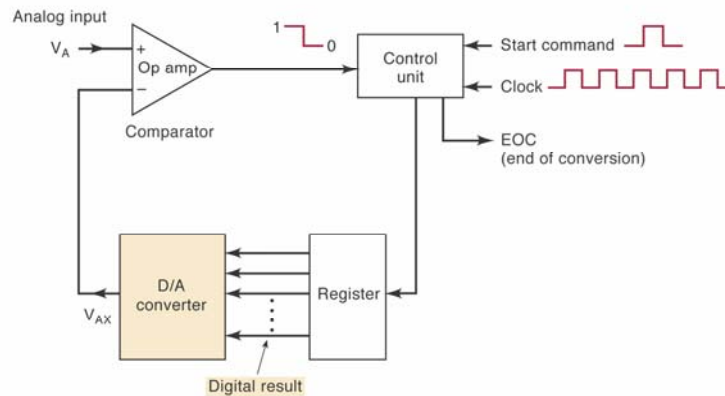 Analog input
V_A
+
Op amp
−
Comparator
1
0
Control
unit
Start command
Clock
EOC
(end of conversion)
D/A
converter
V_AX
Register
Digital result